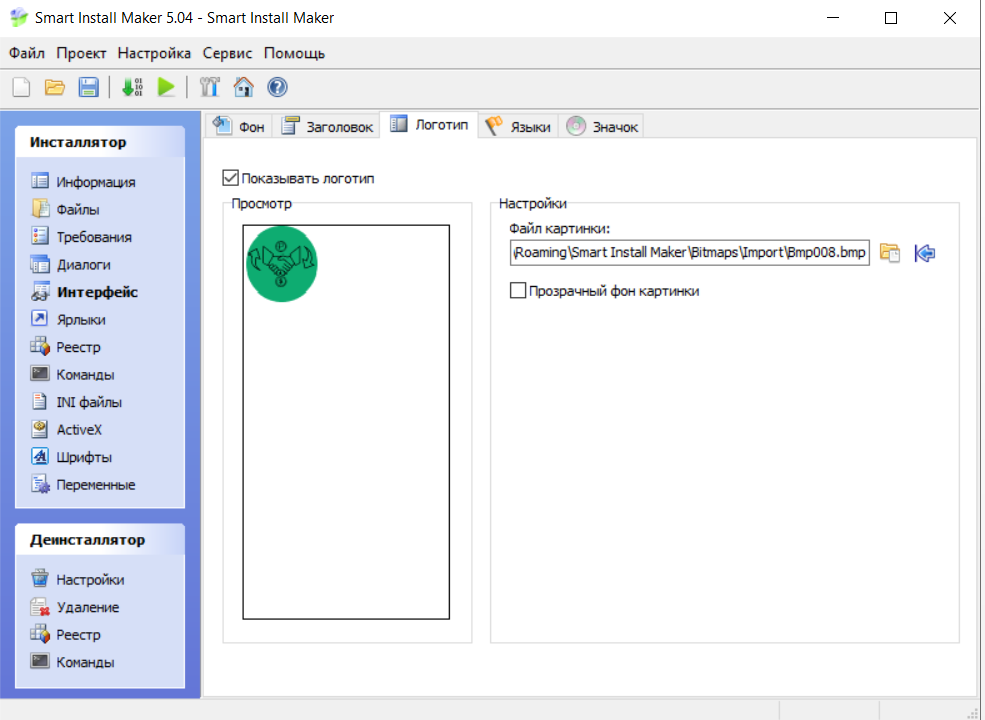 Smart Install Maker 5.04 - Smart Install Maker
Файл Проект Настройка Сервис Помощь
Инсталлятор
Информация
Файлы
Требования
Диалоги
Интерфейс
Ярлыки
Реестр
Команды
INI файлы
ActiveX
Шрифты
Переменные
Деинсталлятор
Настройки
Удаление
Реестр
Команды
Фон Заголовок Логотип Языки Значок
Показывать логотип
Просмотр
Настройки
Файл картинки:
\Roaming\Smart Install Maker\Bitmaps\Import\Bmp008.bmp
Прозрачный фон картинки